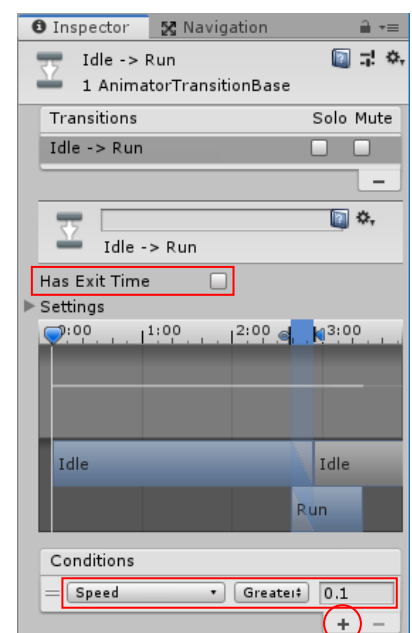 Inspector Navigation
Idle -> Run
1 AnimatorTransitionBase
Transitions Solo Mute
Idle -> Run
Idle -> Run
Has Exit Time
Settings
0:00 1:00 2:00 3:00
Idle Idle
Run
Conditions
Speed Greater 0.1